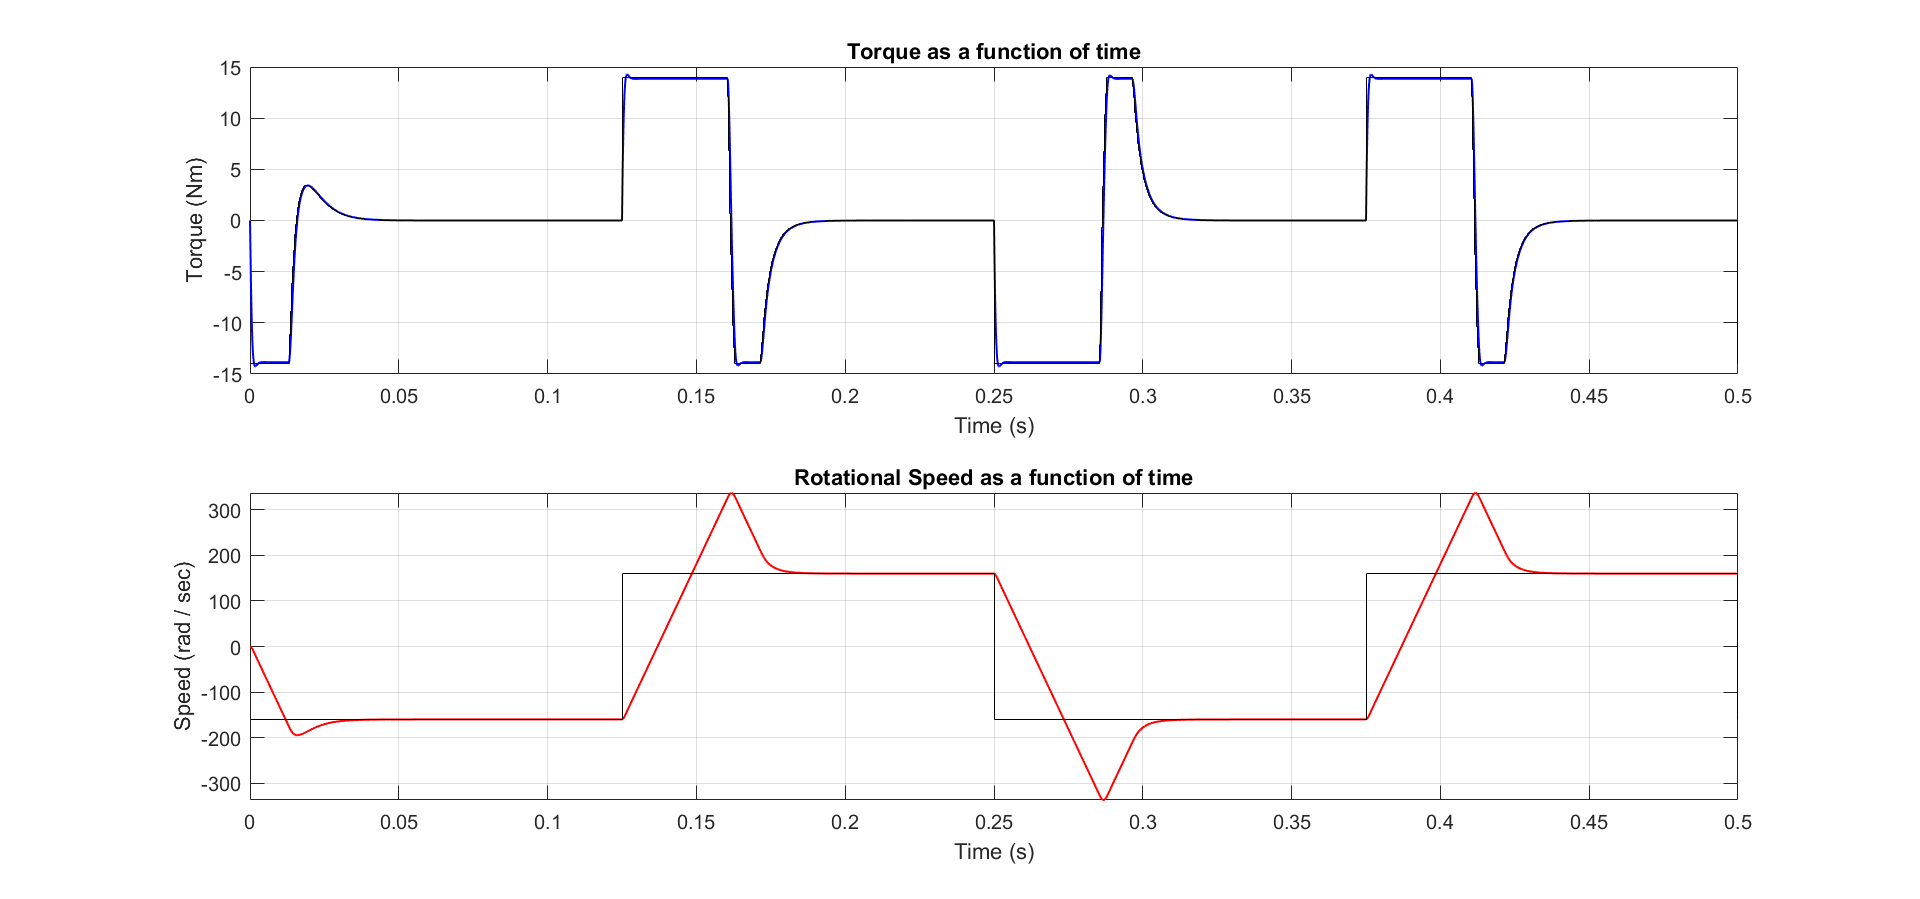 Torque as a function of time
Torque (Nm)
15
10
5
0
-5
-10
-15
0 0.05 0.1 0.15 0.2 0.25 0.3 0.35 0.4 0.45 0.5
Time (s)
Rotational Speed as a function of time
Speed (rad / sec)
300
200
100
0
-100
-200
-300
0 0.05 0.1 0.15 0.2 0.25 0.3 0.35 0.4 0.45 0.5
Time (s)